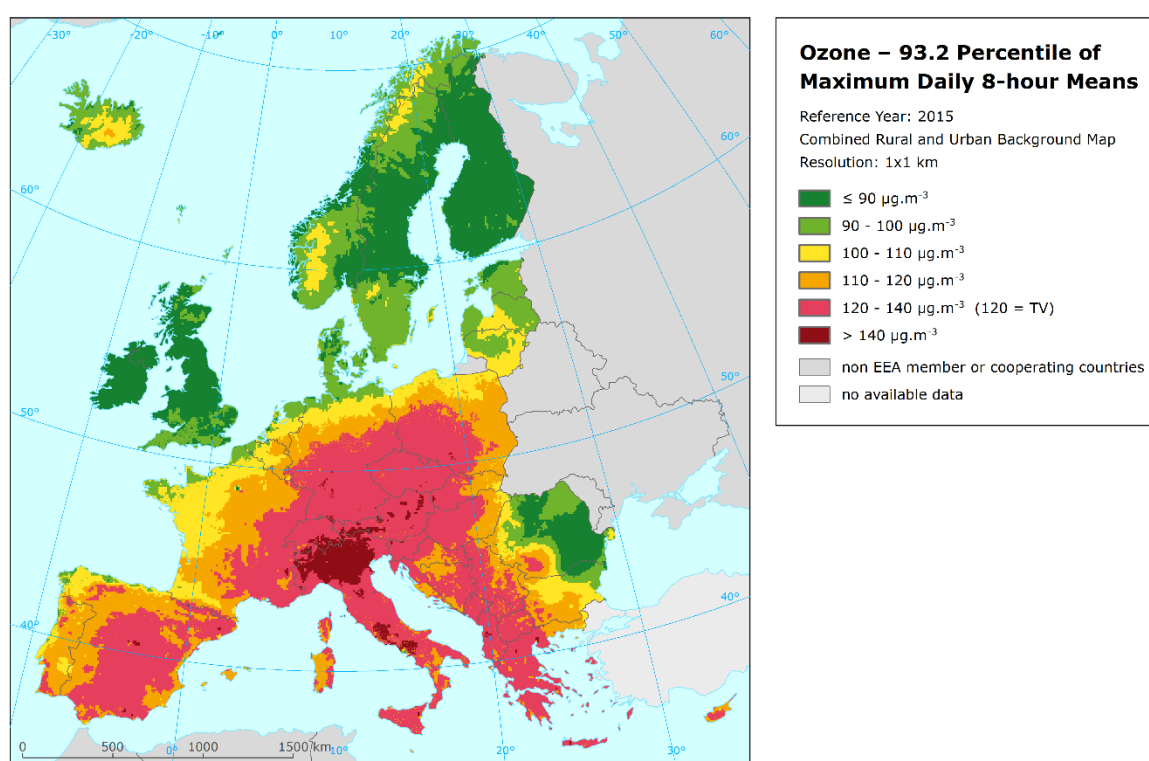 -30°
-20°
-10°
0°
10°
20°
30°
40°
50°
60°
60°
60°
50°
50°
40°
40°
0 500 1000 1500 km
0°
10°
20°
30°
Ozone – 93.2 Percentile of
Maximum Daily 8-hour Means
Reference Year: 2015
Combined Rural and Urban Background Map
Resolution: 1x1 km
≤ 90 µg.m⁻³
90 - 100 µg.m⁻³
100 - 110 µg.m⁻³
110 - 120 µg.m⁻³
120 - 140 µg.m⁻³ (120 = TV)
> 140 µg.m⁻³
non EEA member or cooperating countries
no available data